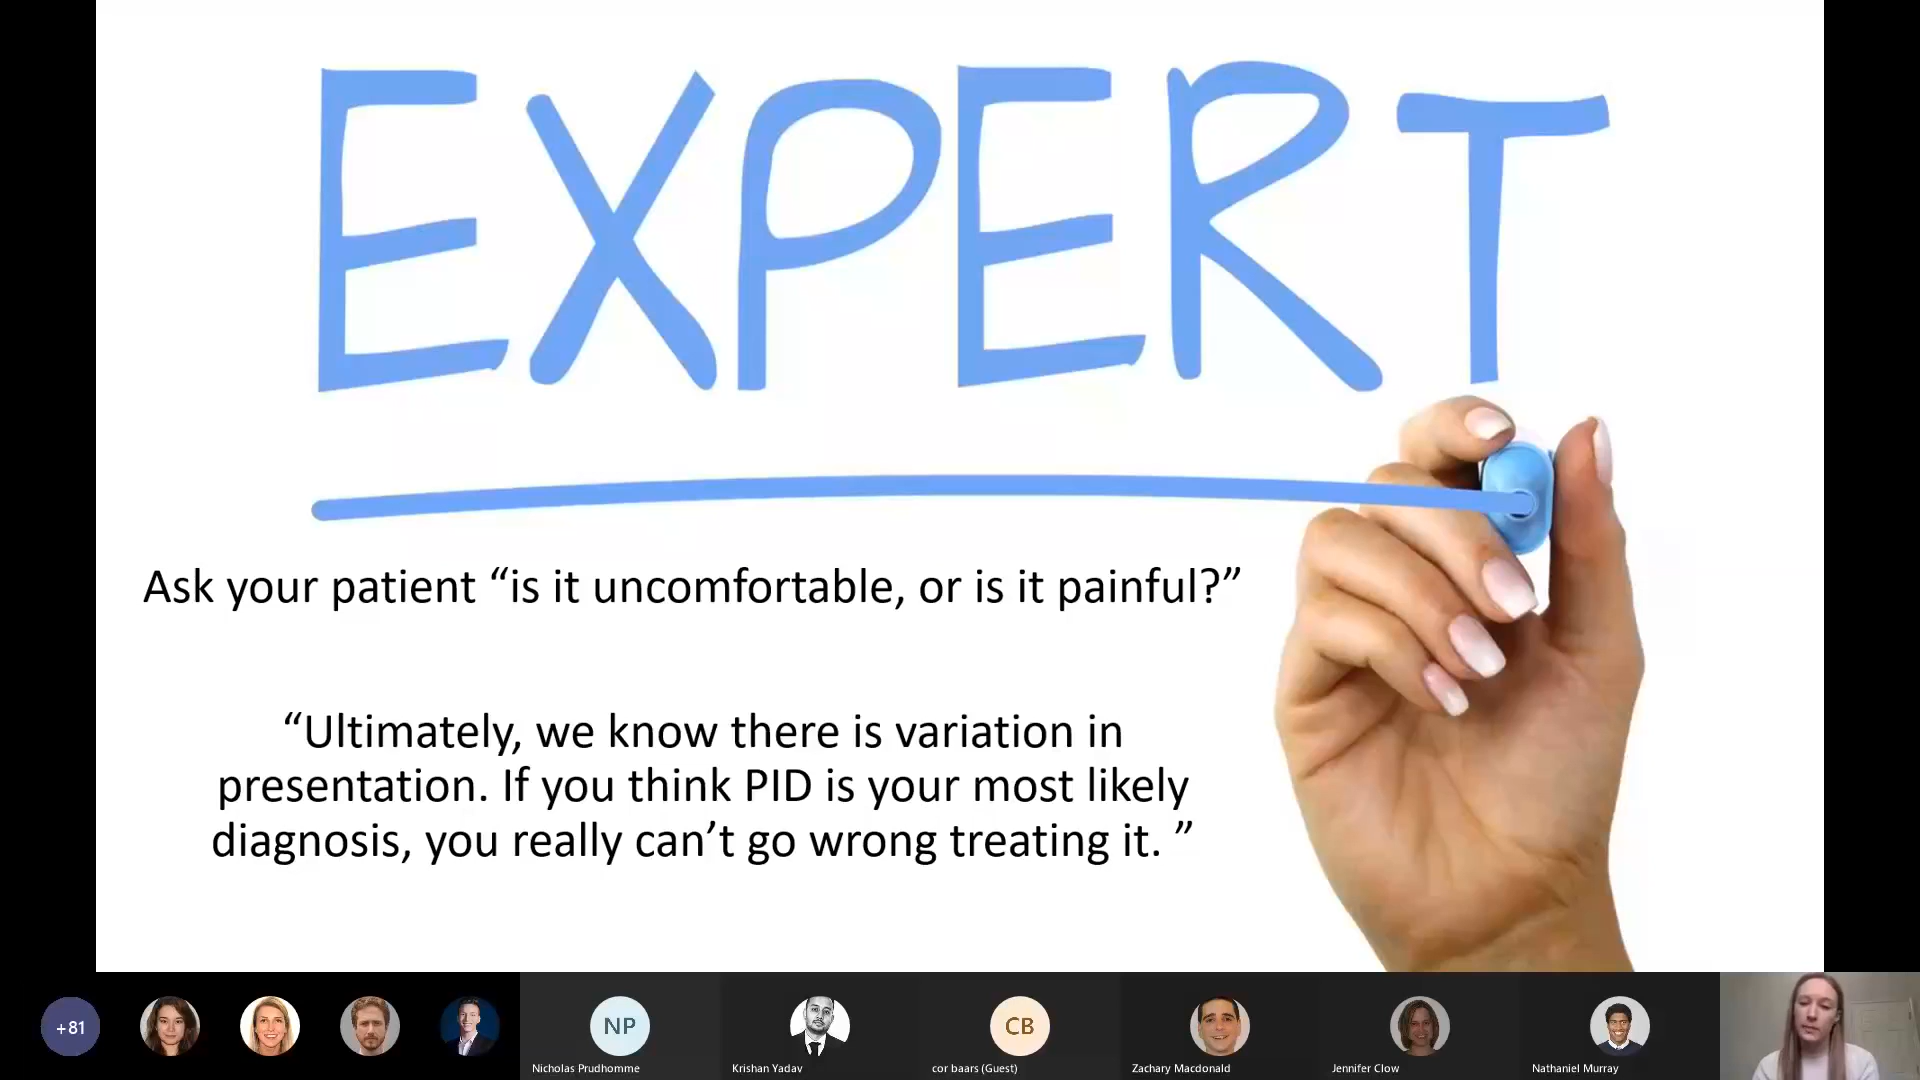 EXPERT
Ask your patient “is it uncomfortable, or is it painful?”
“Ultimately, we know there is variation in
presentation. If you think PID is your most likely
diagnosis, you really can’t go wrong treating it. ”
+81
NP
CB
Nicholas Prudhomme
Krishan Yadav
cor baars (Guest)
Zachary Macdonald
Jennifer Clow
Nathaniel Murray